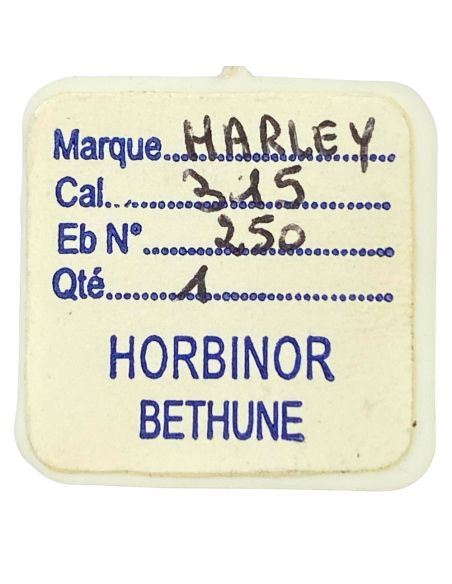 Marque HARLEY
Cal. 315
Eb N° 250
Qté 1
HORBINOR
BETHUNE